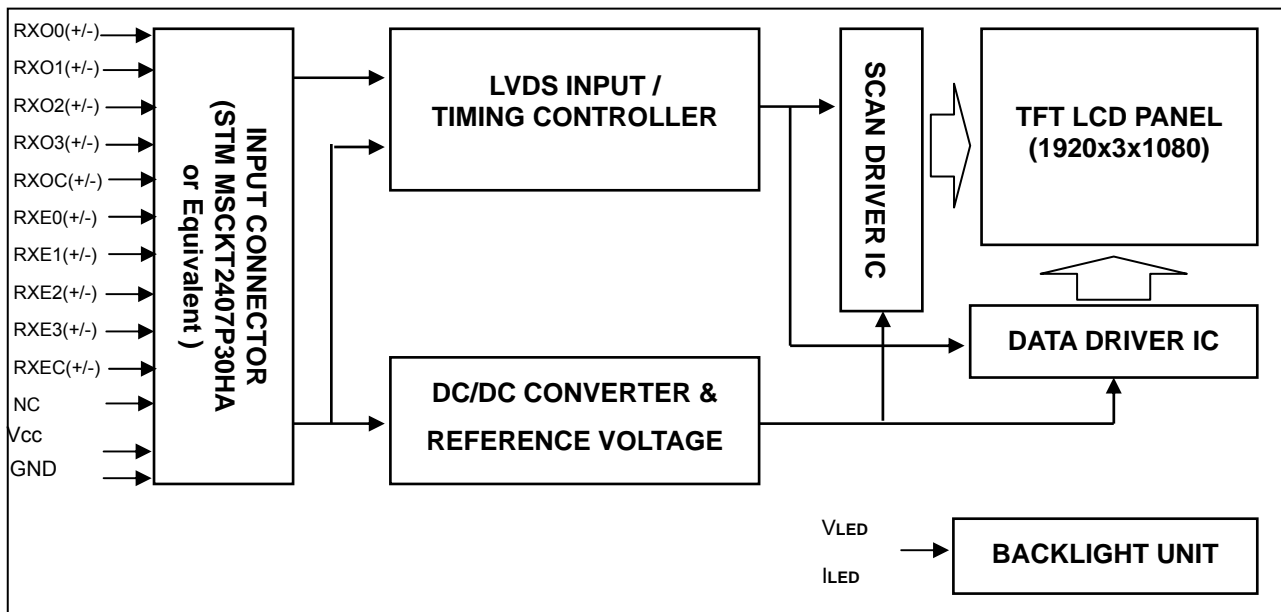 RXO0(+/-)
RXO1(+/-)
RXO2(+/-)
RXO3(+/-)
RXOC(+/-)
RXE0(+/-)
RXE1(+/-)
RXE2(+/-)
RXE3(+/-)
RXEC(+/-)
NC
Vcc
GND
INPUT CONNECTOR
(STM MSCKT2407P30HA
or Equivalent )
LVDS INPUT /
TIMING CONTROLLER
DC/DC CONVERTER &
REFERENCE VOLTAGE
SCAN DRIVER IC
TFT LCD PANEL
(1920x3x1080)
DATA DRIVER IC
VLED
ILED
BACKLIGHT UNIT